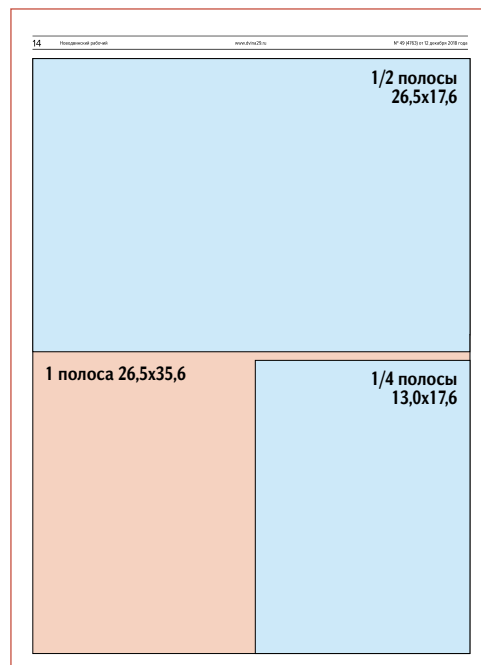 14 Новодвинский рабочий www.dvina29.ru № 49 (4763) от 12 декабря 2018 года
1/2 полосы
26,5х17,6
1 полоса 26,5х35,6
1/4 полосы
13,0х17,6